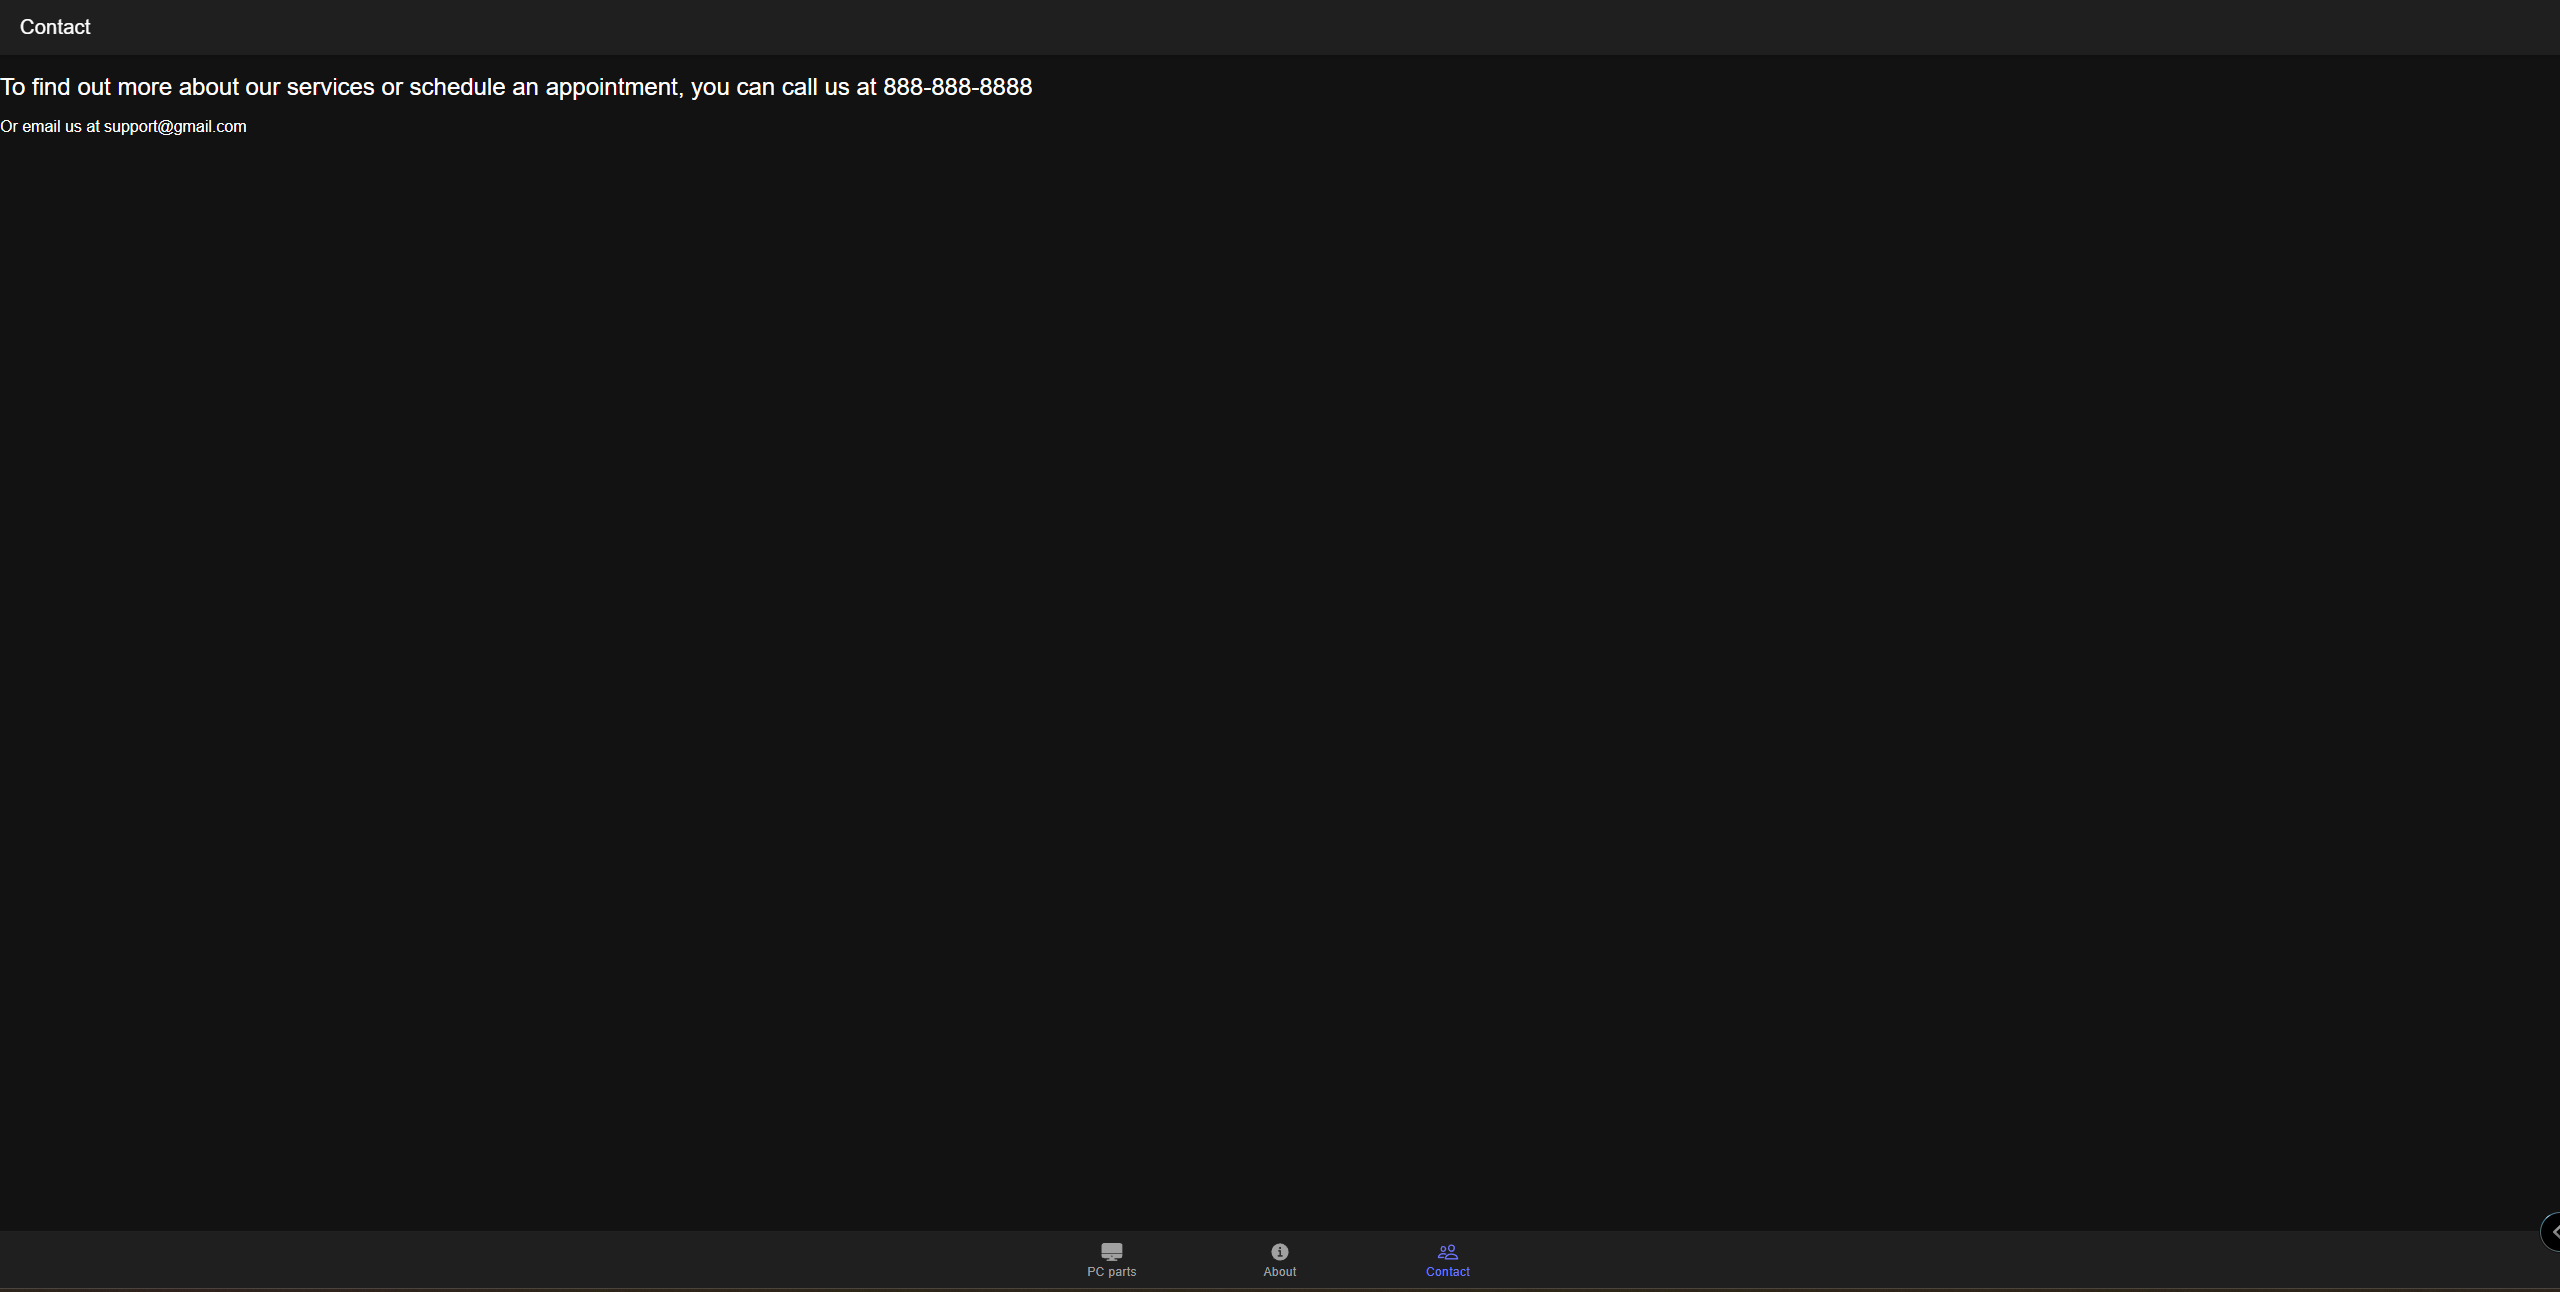 Contact
To find out more about our services or schedule an appointment, you can call us at 888-888-8888
Or email us at support@gmail.com
PC parts
About
Contact